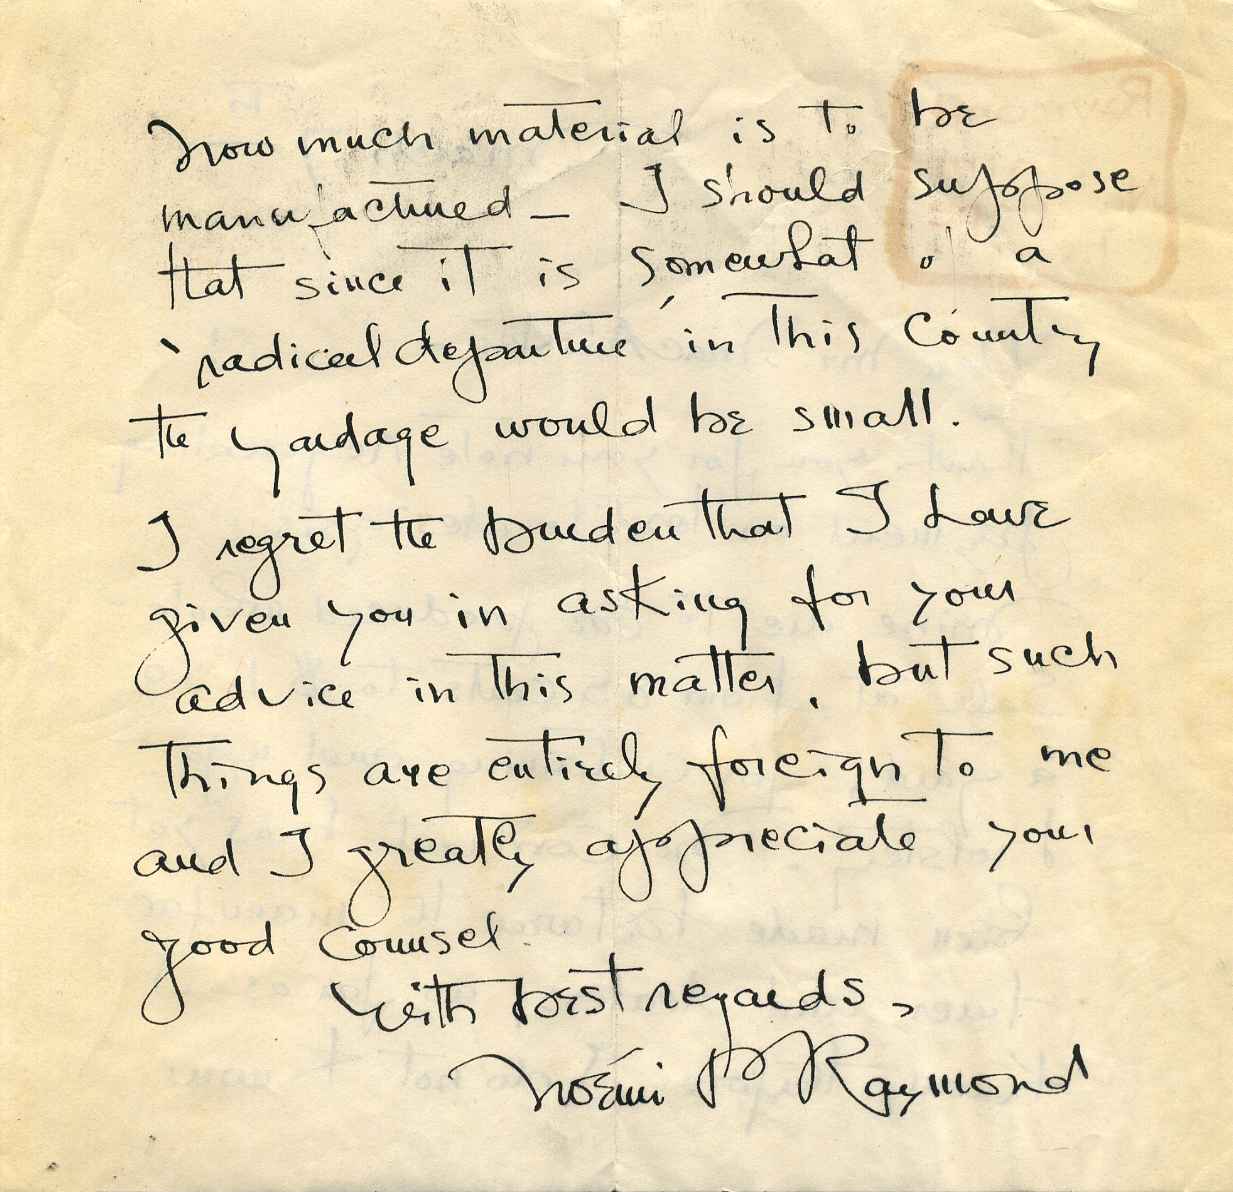 how much material is to be
manufactured – I should suppose
that since it is somewhat of a
'radical departure' in this Country
the yardage would be small.
I regret the burden that I have
given you in asking for your
advice in this matter, but such
things are entirely foreign to me
and I greatly appreciate your
good counsel.
With best regards,
Noémi P Raymond